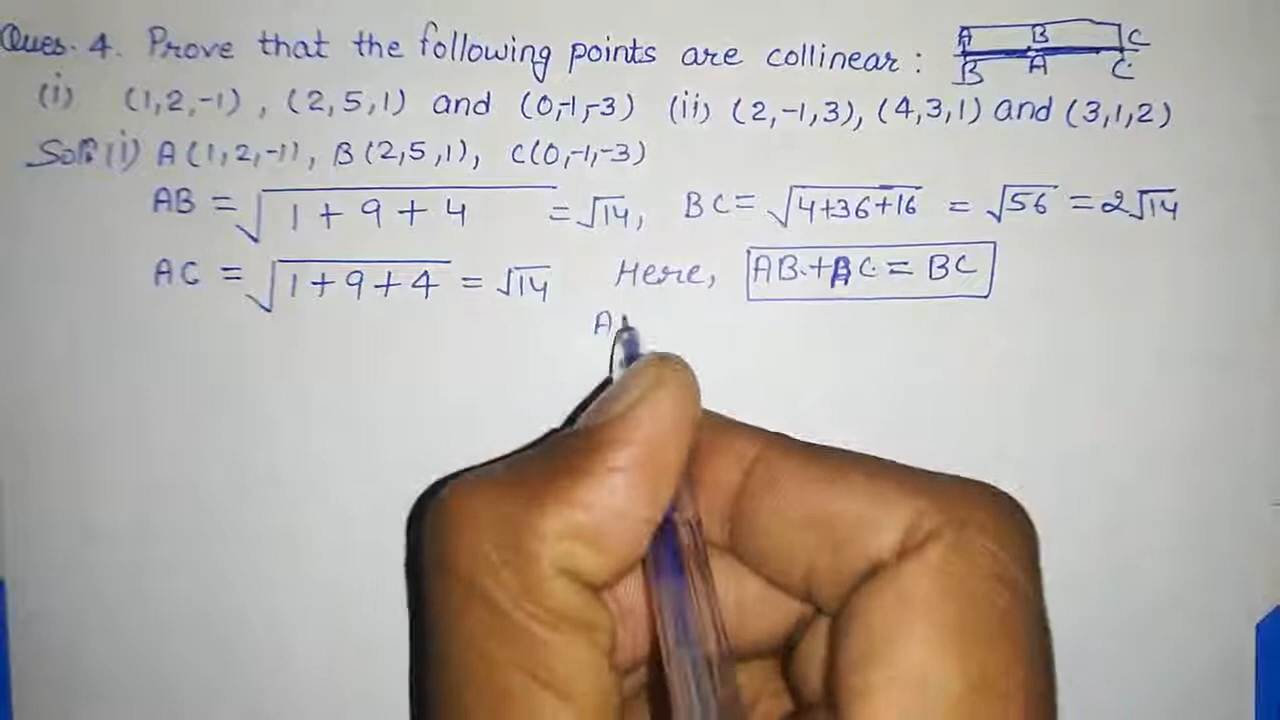 Ques. 4. Prove that the following points are collinear :
A B C
B A C
(i) (1,2,-1), (2,5,1) and (0,-1,-3) (ii) (2,-1,3), (4,3,1) and (3,1,2)
Solⁿ (i) A(1,2,-1), B(2,5,1), C(0,-1,-3)
AB = √1+9+4 = √14, BC = √4+36+16 = √56 = 2√14
AC = √1+9+4 = √14 Here, AB+AC = BC
A